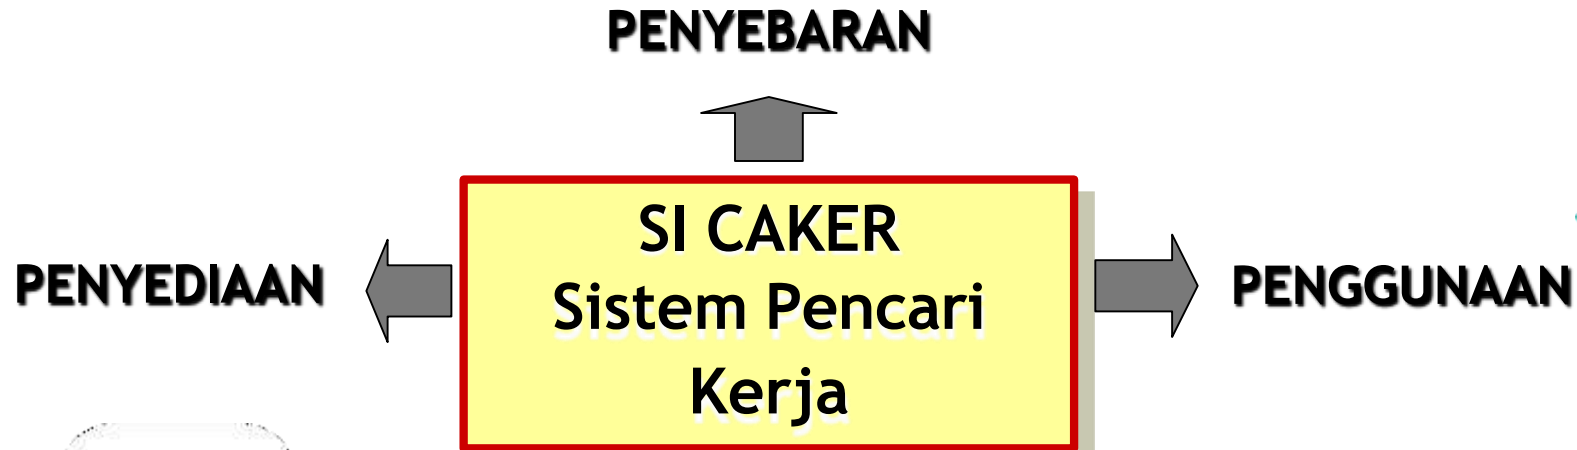 PENYEBARAN
SI CAKER
Sistem Pencari
Kerja
PENYEDIAAN
PENGGUNAAN